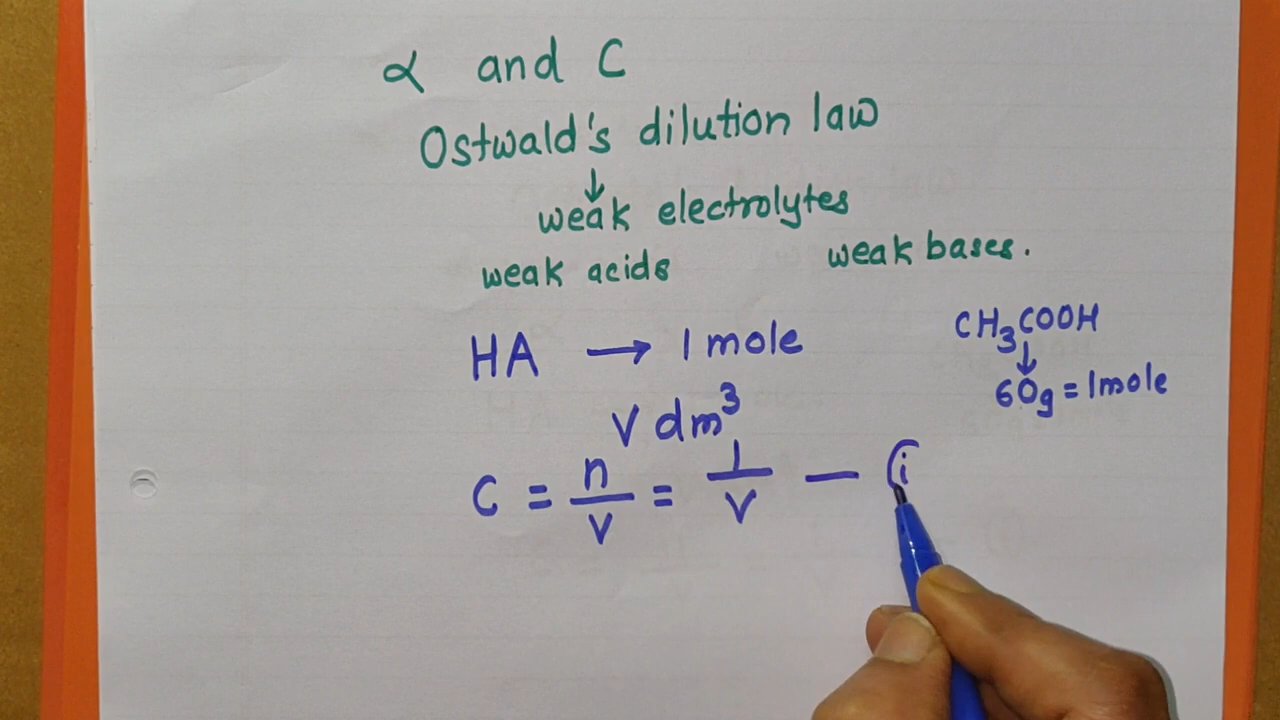 α and C
Ostwald's dilution law
↓
weak electrolytes
weak acids weak bases.
HA → 1 mole
CH₃COOH
↓
60g = 1mole
V dm³
C = n/V = 1/V — (i